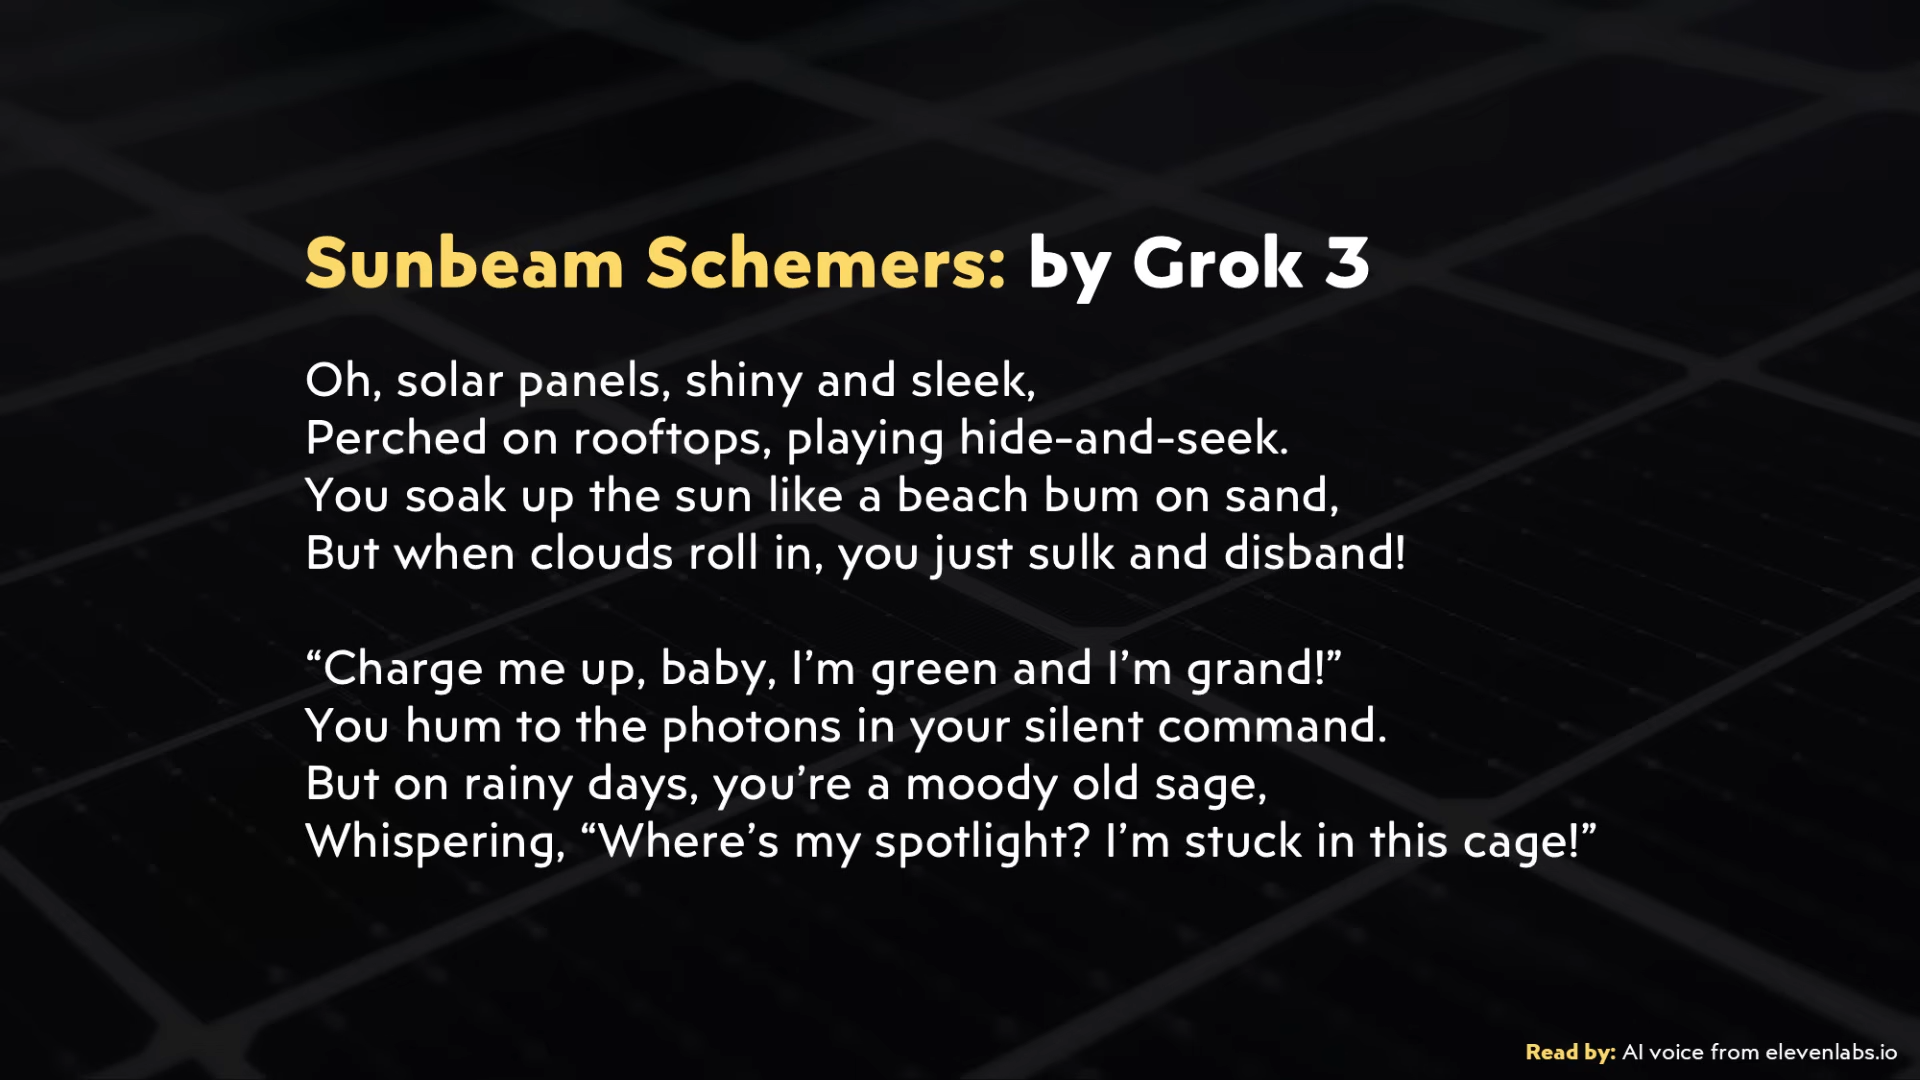 Sunbeam Schemers: by Grok 3
Oh, solar panels, shiny and sleek,
Perched on rooftops, playing hide-and-seek.
You soak up the sun like a beach bum on sand,
But when clouds roll in, you just sulk and disband!
“Charge me up, baby, I’m green and I’m grand!”
You hum to the photons in your silent command.
But on rainy days, you’re a moody old sage,
Whispering, “Where’s my spotlight? I’m stuck in this cage!”
Read by: AI voice from elevenlabs.io